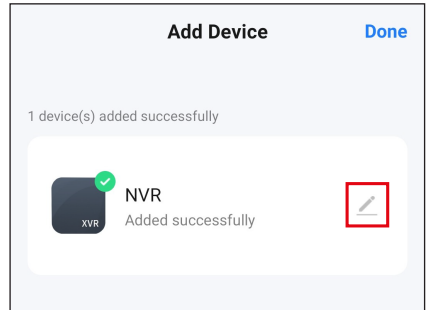 Add Device Done
1 device(s) added successfully
NVR
XVR
Added successfully